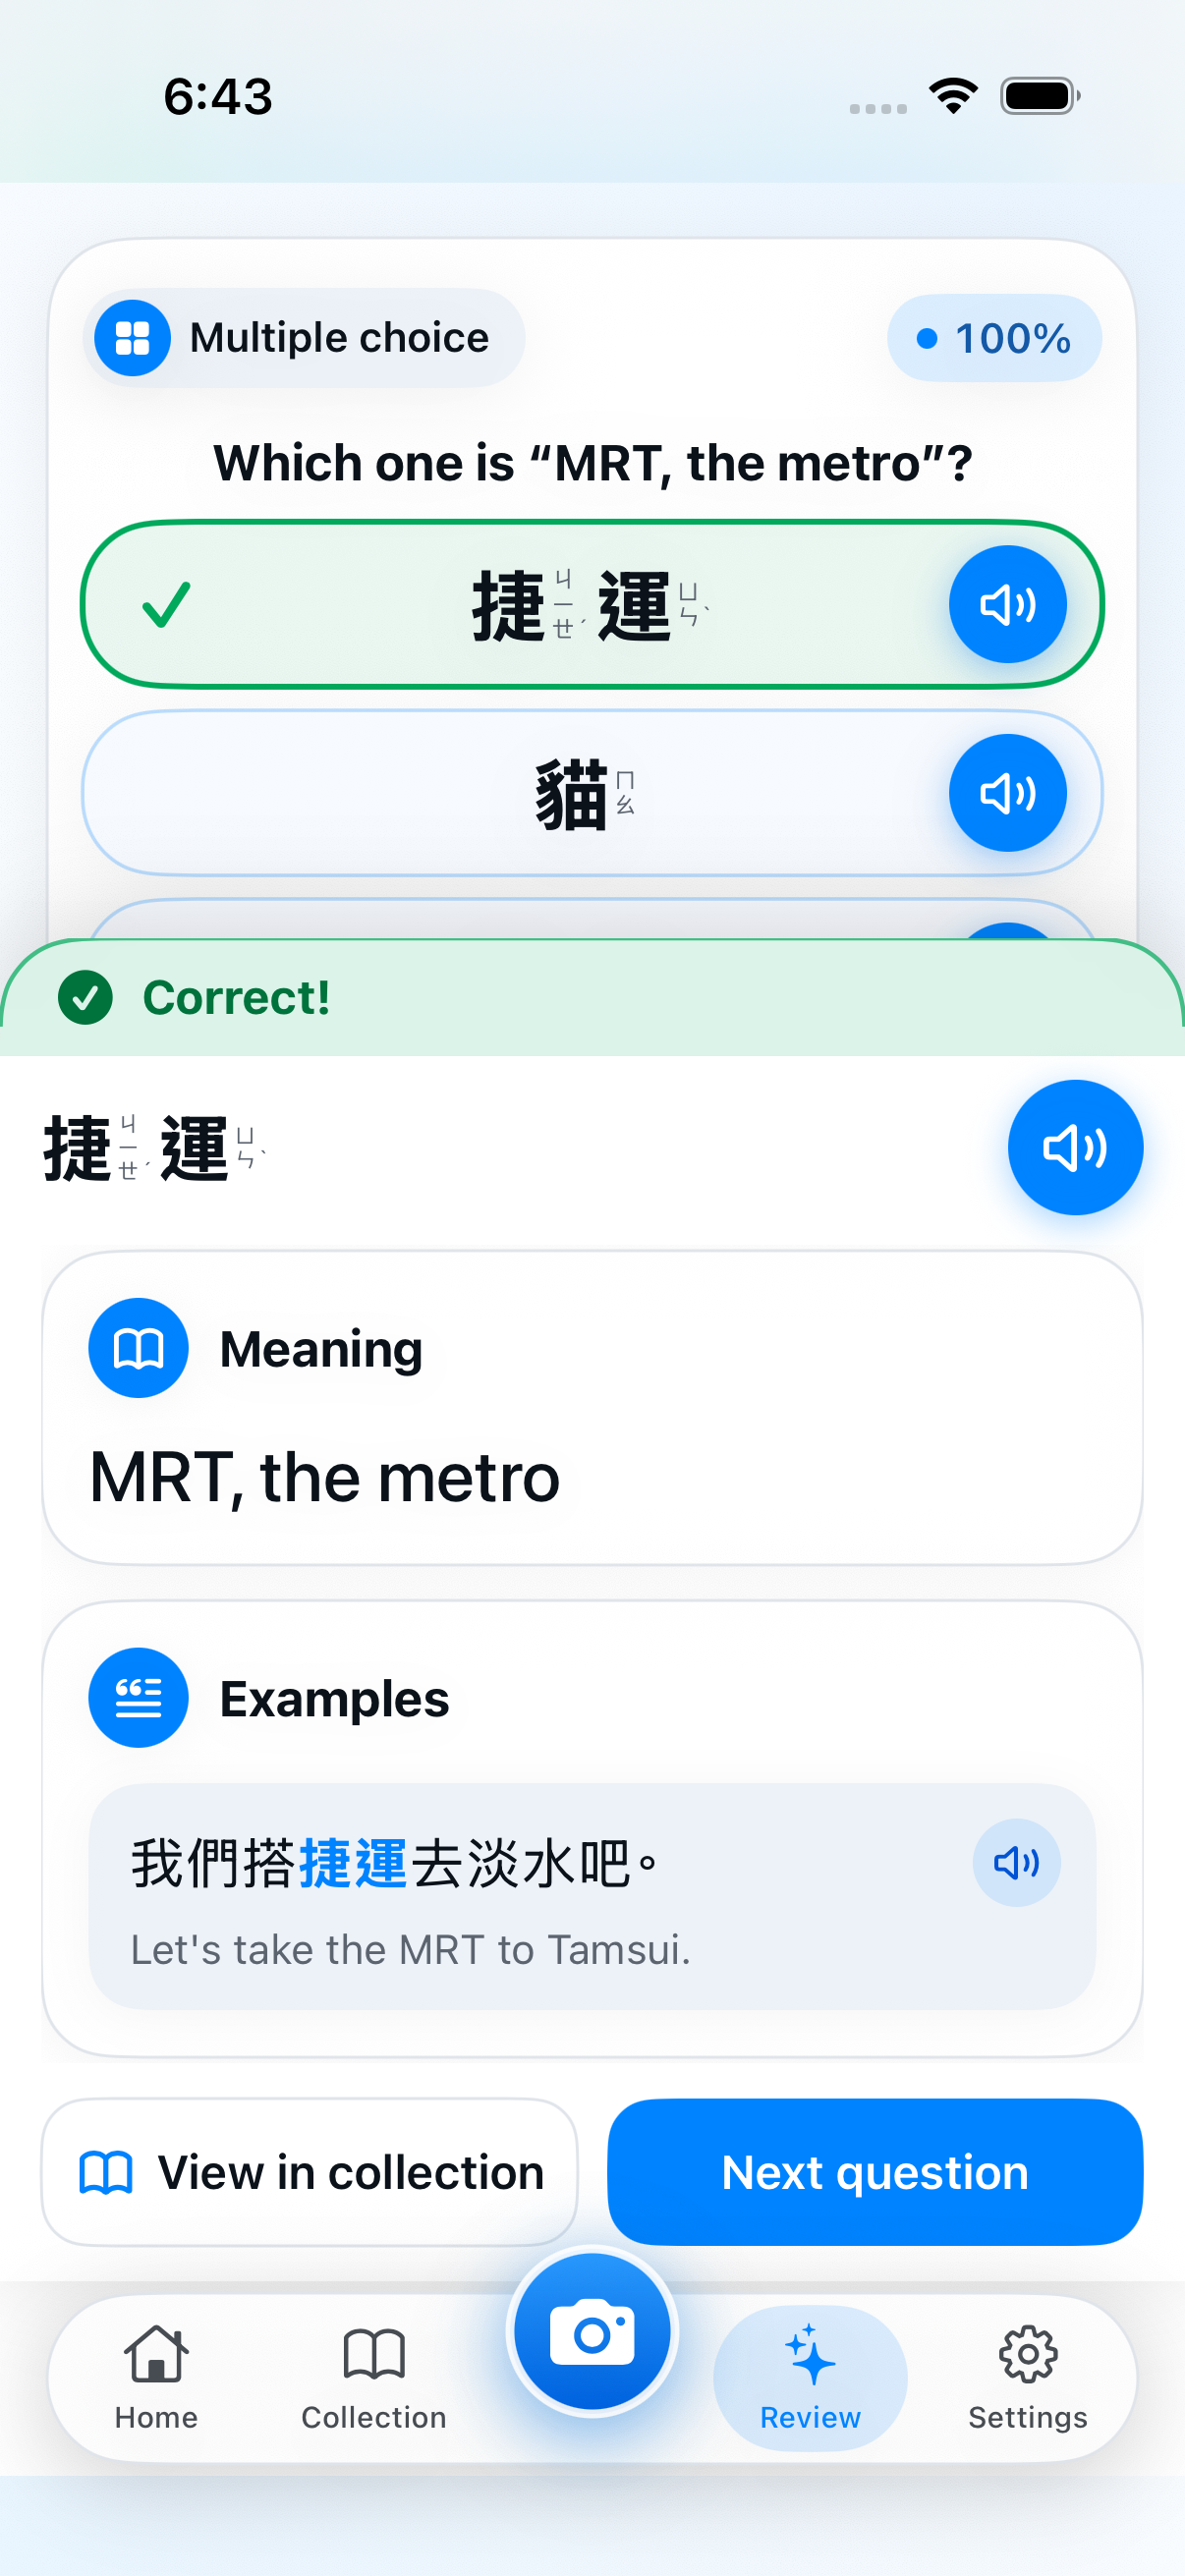 6:43
Multiple choice
100%
Which one is “MRT, the metro”?
捷ㄐㄧㄝˊ運ㄩㄣˋ
貓ㄇㄠ
Correct!
捷ㄐㄧㄝˊ運ㄩㄣˋ
Meaning
MRT, the metro
Examples
我們搭捷運去淡水吧。
Let's take the MRT to Tamsui.
View in collection
Next question
Home
Collection
Review
Settings